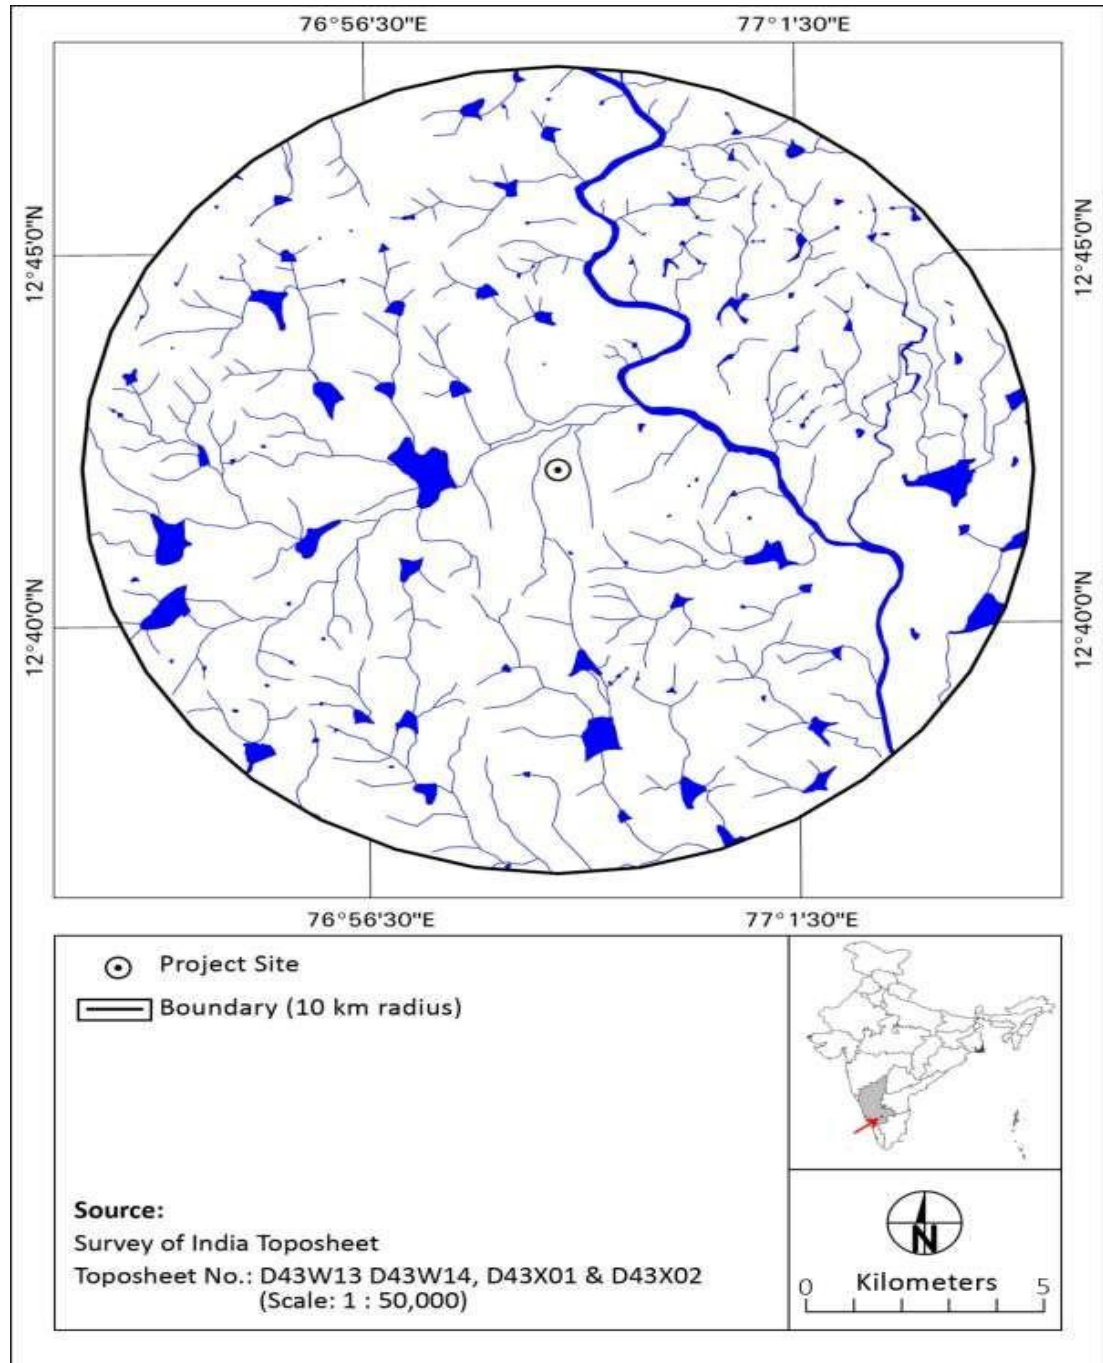 76°56'30"E 77°1'30"E
12°45'0"N 12°45'0"N
12°40'0"N 12°40'0"N
76°56'30"E 77°1'30"E
Project Site
Boundary (10 km radius)
Source:
Survey of India Toposheet
Toposheet No.: D43W13 D43W14, D43X01 & D43X02
(Scale: 1 : 50,000)
N
Kilometers
0 5